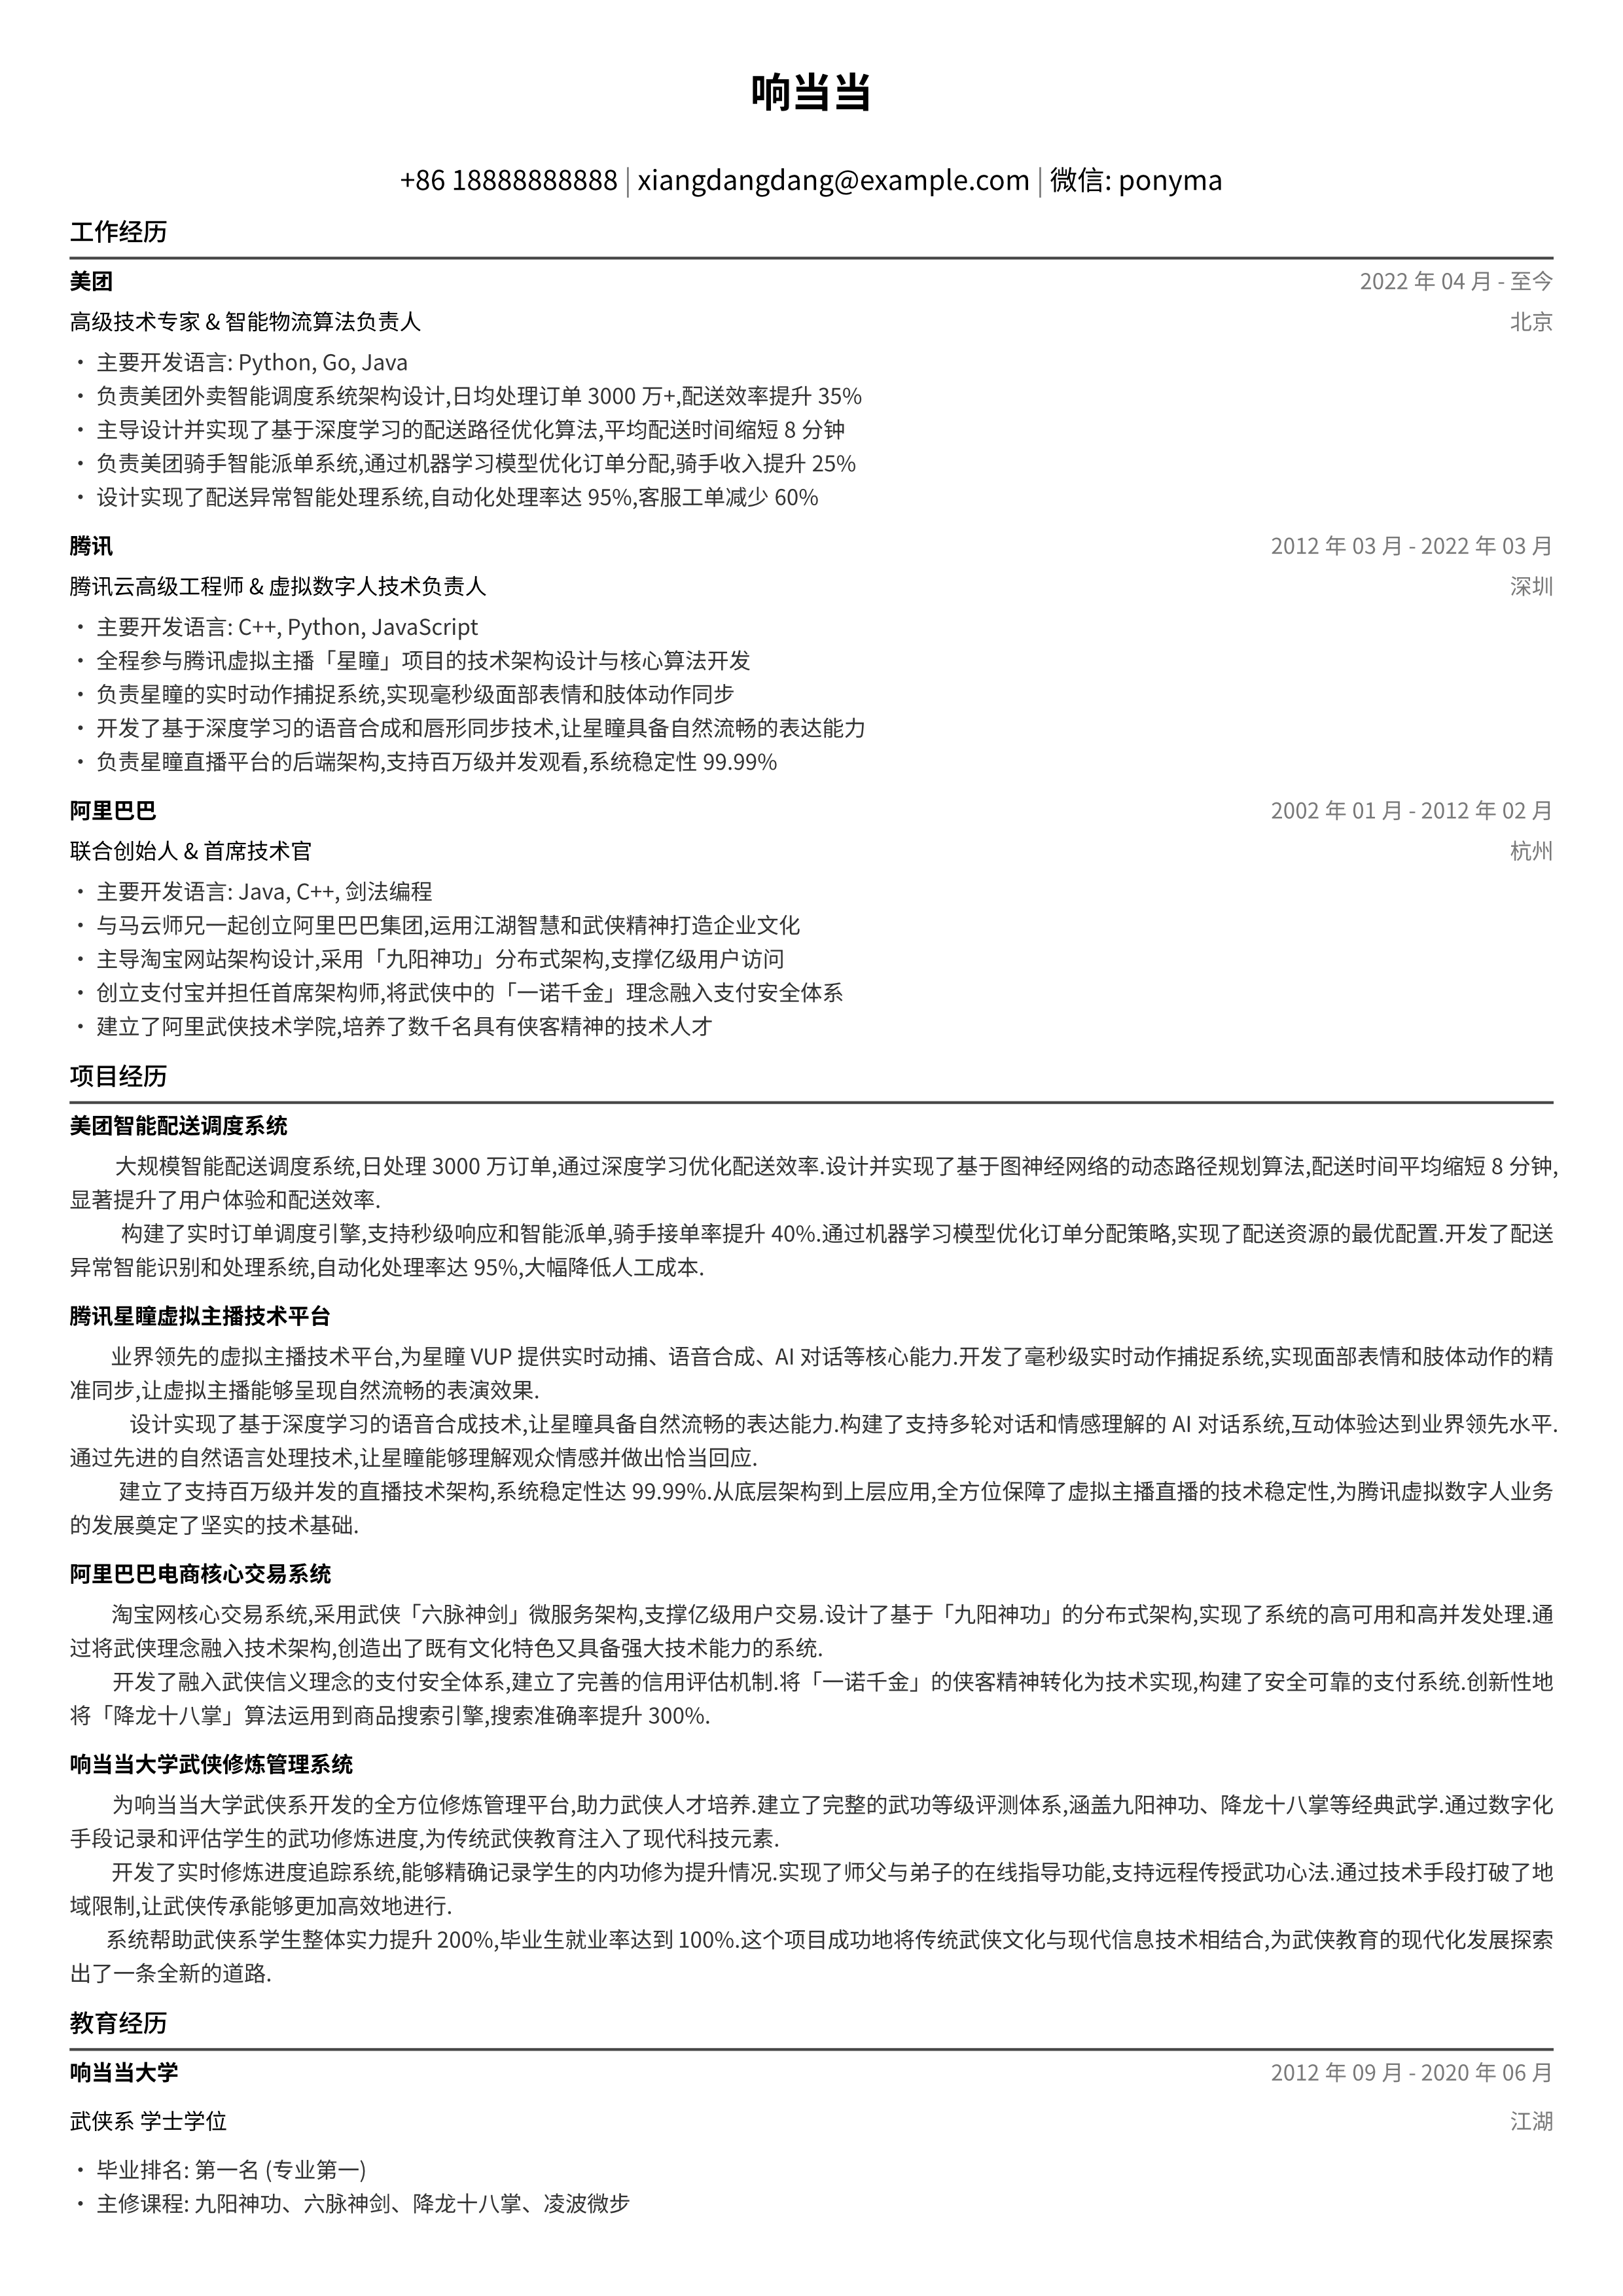 响当当
+86 18888888888 | xiangdangdang@example.com | 微信: ponyma
工作经历
美团 2022 年 04 月 - 至今
高级技术专家 & 智能物流算法负责人 北京
• 主要开发语言: Python, Go, Java
• 负责美团外卖智能调度系统架构设计,日均处理订单 3000 万+,配送效率提升 35%
• 主导设计并实现了基于深度学习的配送路径优化算法,平均配送时间缩短 8 分钟
• 负责美团骑手智能派单系统,通过机器学习模型优化订单分配,骑手收入提升 25%
• 设计实现了配送异常智能处理系统,自动化处理率达 95%,客服工单减少 60%
腾讯 2012 年 03 月 - 2022 年 03 月
腾讯云高级工程师 & 虚拟数字人技术负责人 深圳
• 主要开发语言: C++, Python, JavaScript
• 全程参与腾讯虚拟主播「星瞳」项目的技术架构设计与核心算法开发
• 负责星瞳的实时动作捕捉系统,实现毫秒级面部表情和肢体动作同步
• 开发了基于深度学习的语音合成和唇形同步技术,让星瞳具备自然流畅的表达能力
• 负责星瞳直播平台的后端架构,支持百万级并发观看,系统稳定性 99.99%
阿里巴巴 2002 年 01 月 - 2012 年 02 月
联合创始人 & 首席技术官 杭州
• 主要开发语言: Java, C++, 剑法编程
• 与马云师兄一起创立阿里巴巴集团,运用江湖智慧和武侠精神打造企业文化
• 主导淘宝网站架构设计,采用「九阳神功」分布式架构,支撑亿级用户访问
• 创立支付宝并担任首席架构师,将武侠中的「一诺千金」理念融入支付安全体系
• 建立了阿里武侠技术学院,培养了数千名具有侠客精神的技术人才
项目经历
美团智能配送调度系统
大规模智能配送调度系统,日处理 3000 万订单,通过深度学习优化配送效率.设计并实现了基于图神经网络的动态路径规划算法,配送时间平均缩短 8 分钟,
显著提升了用户体验和配送效率.
构建了实时订单调度引擎,支持秒级响应和智能派单,骑手接单率提升 40%.通过机器学习模型优化订单分配策略,实现了配送资源的最优配置.开发了配送
异常智能识别和处理系统,自动化处理率达 95%,大幅降低人工成本.
腾讯星瞳虚拟主播技术平台
业界领先的虚拟主播技术平台,为星瞳 VUP 提供实时动捕、语音合成、AI 对话等核心能力.开发了毫秒级实时动作捕捉系统,实现面部表情和肢体动作的精
准同步,让虚拟主播能够呈现自然流畅的表演效果.
设计实现了基于深度学习的语音合成技术,让星瞳具备自然流畅的表达能力.构建了支持多轮对话和情感理解的 AI 对话系统,互动体验达到业界领先水平.
通过先进的自然语言处理技术,让星瞳能够理解观众情感并做出恰当回应.
建立了支持百万级并发的直播技术架构,系统稳定性达 99.99%.从底层架构到上层应用,全方位保障了虚拟主播直播的技术稳定性,为腾讯虚拟数字人业务
的发展奠定了坚实的技术基础.
阿里巴巴电商核心交易系统
淘宝网核心交易系统,采用武侠「六脉神剑」微服务架构,支撑亿级用户交易.设计了基于「九阳神功」的分布式架构,实现了系统的高可用和高并发处理.通
过将武侠理念融入技术架构,创造出了既有文化特色又具备强大技术能力的系统.
开发了融入武侠信义理念的支付安全体系,建立了完善的信用评估机制.将「一诺千金」的侠客精神转化为技术实现,构建了安全可靠的支付系统.创新性地
将「降龙十八掌」算法运用到商品搜索引擎,搜索准确率提升 300%.
响当当大学武侠修炼管理系统
为响当当大学武侠系开发的全方位修炼管理平台,助力武侠人才培养.建立了完整的武功等级评测体系,涵盖九阳神功、降龙十八掌等经典武学.通过数字化
手段记录和评估学生的武功修炼进度,为传统武侠教育注入了现代科技元素.
开发了实时修炼进度追踪系统,能够精确记录学生的内功修为提升情况.实现了师父与弟子的在线指导功能,支持远程传授武功心法.通过技术手段打破了地
域限制,让武侠传承能够更加高效地进行.
系统帮助武侠系学生整体实力提升 200%,毕业生就业率达到 100%.这个项目成功地将传统武侠文化与现代信息技术相结合,为武侠教育的现代化发展探索
出了一条全新的道路.
教育经历
响当当大学 2012 年 09 月 - 2020 年 06 月
武侠系 学士学位 江湖
• 毕业排名: 第一名 (专业第一)
• 主修课程: 九阳神功、六脉神剑、降龙十八掌、凌波微步